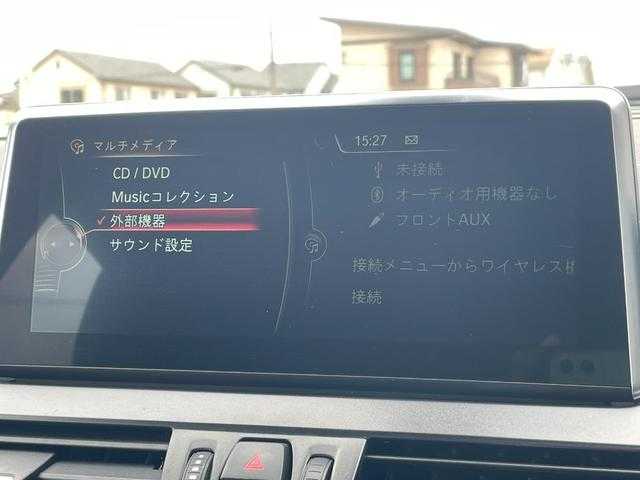 マルチメディア
CD / DVD
Musicコレクション
外部機器
サウンド設定
15:27
未接続
オーディオ用機器なし
フロントAUX
接続メニューからワイヤレス
接続